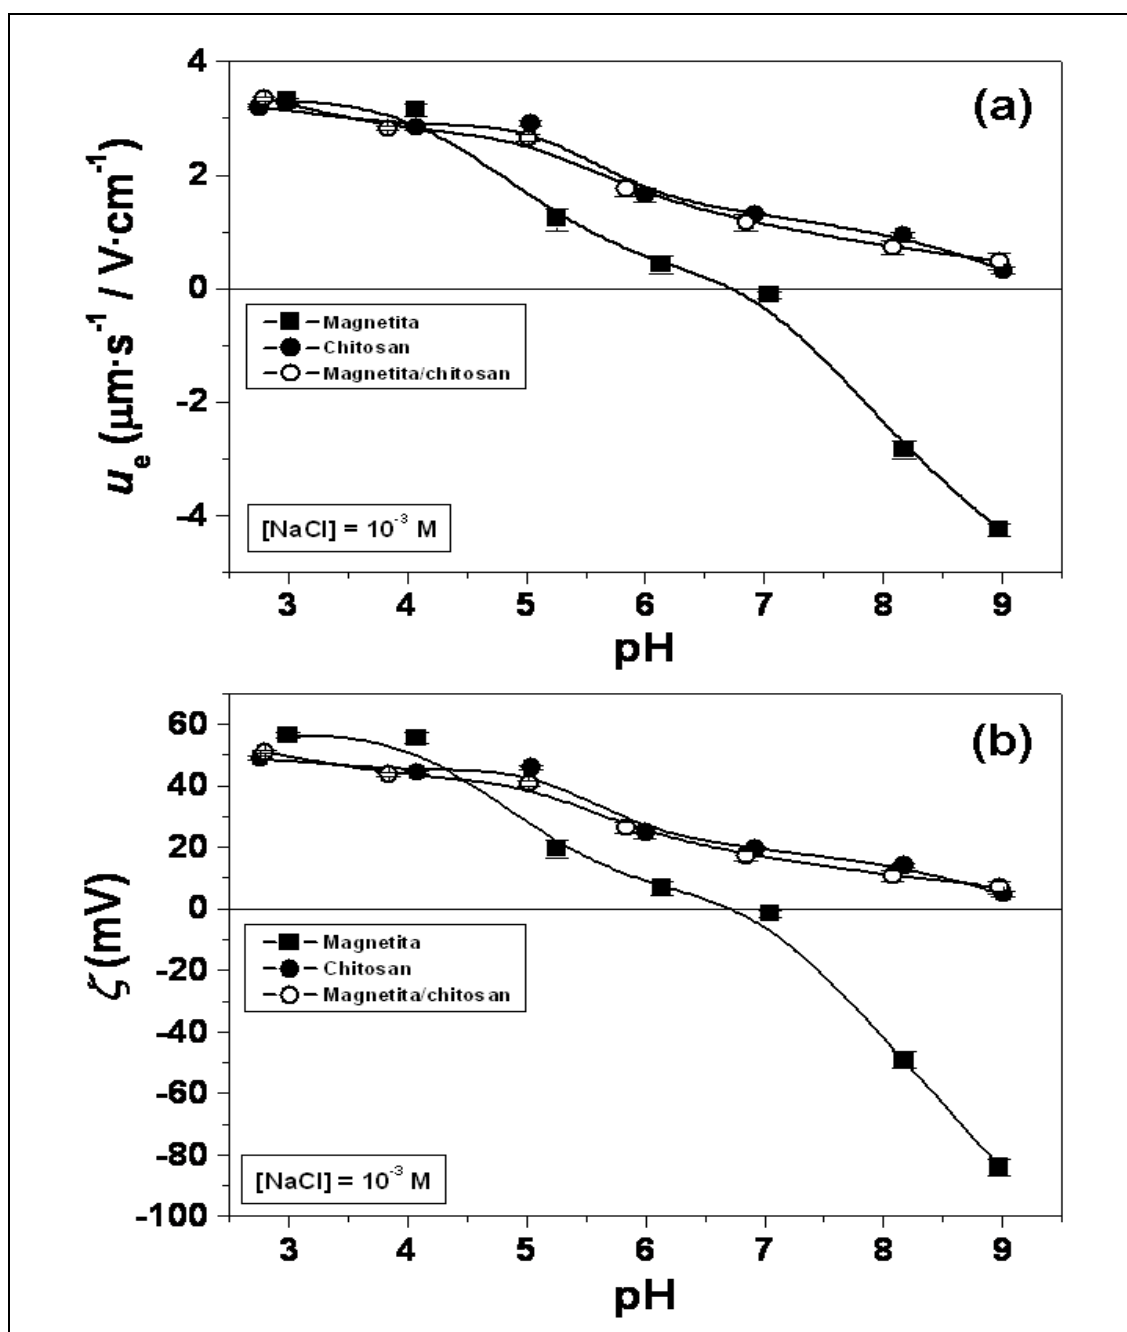 (a)
4
2
0
-2
-4
u_e (μm·s⁻¹ / V·cm⁻¹)
Magnetita
Chitosan
Magnetita/chitosan
[NaCl] = 10⁻³ M
3 4 5 6 7 8 9
pH
(b)
60
40
20
0
-20
-40
-60
-80
-100
ζ (mV)
Magnetita
Chitosan
Magnetita/chitosan
[NaCl] = 10⁻³ M
3 4 5 6 7 8 9
pH